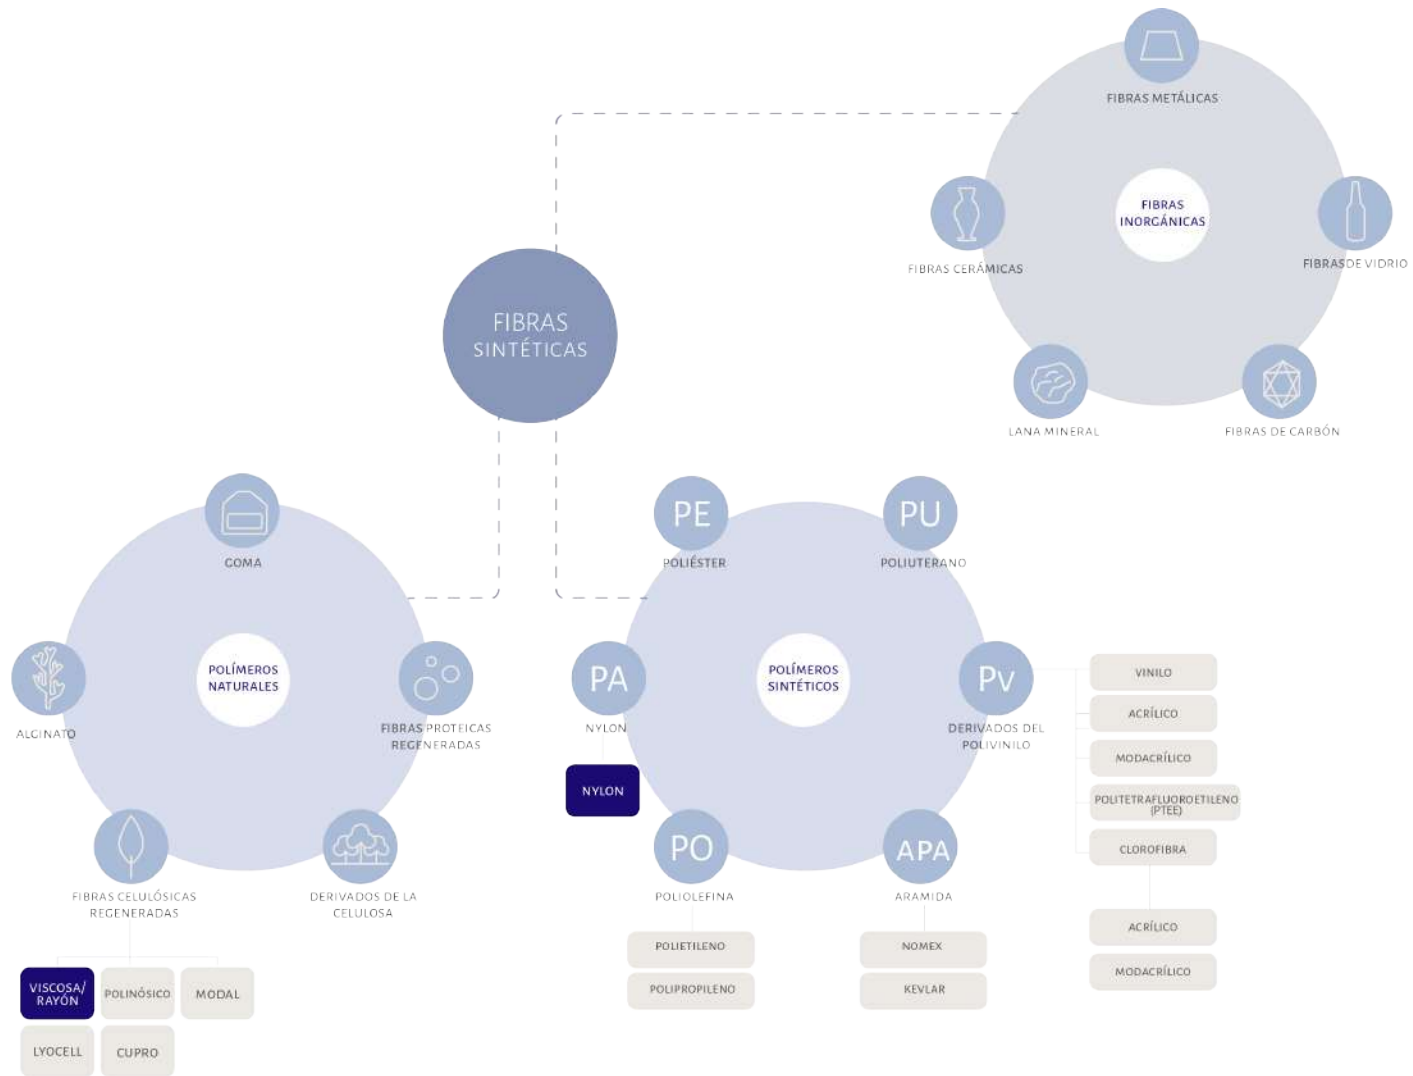 FIBRAS METÁLICAS
FIBRAS
INORGÁNICAS
FIBRAS CERÁMICAS
FIBRAS DE VIDRIO
LANA MINERAL
FIBRAS DE CARBÓN
FIBRAS
SINTÉTICAS
GOMA
POLÍMEROS
NATURALES
ALGINATO
FIBRAS PROTEICAS
REGENERADAS
FIBRAS CELULÓSICAS
REGENERADAS
DERIVADOS DE LA
CELULOSA
VISCOSA/
RAYÓN
POLINÓSICO
MODAL
LYOCELL
CUPRO
PE
POLIÉSTER
PU
POLIUTERANO
PA
NYLON
NYLON
POLÍMEROS
SINTÉTICOS
Pv
DERIVADOS DEL
POLIVINILO
PO
POLIOLEFINA
POLIETILENO
POLIPROPILENO
APA
ARAMIDA
NOMEX
KEVLAR
VINILO
ACRÍLICO
MODACRÍLICO
POLITETRAFLUOROETILENO
(PTEE)
CLOROFIBRA
ACRÍLICO
MODACRÍLICO